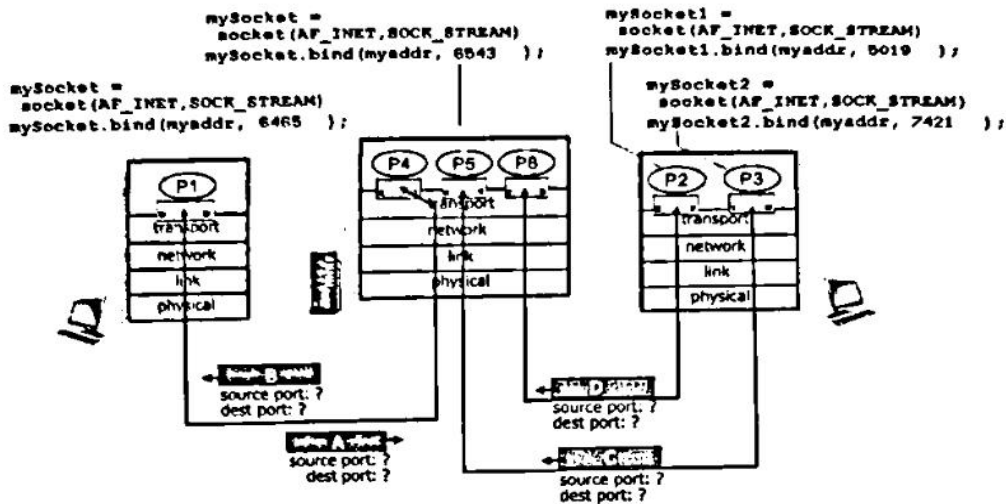 mySocket =
socket(AF_INET,SOCK_STREAM)
mySocket.bind(myaddr, 6543 );
mySocket1 =
socket(AF_INET,SOCK_STREAM)
mySocket1.bind(myaddr, 5019 );
mySocket =
socket(AF_INET,SOCK_STREAM)
mySocket.bind(myaddr, 6465 );
mySocket2 =
socket(AF_INET,SOCK_STREAM)
mySocket2.bind(myaddr, 7421 );
P1
transport
network
link
physical
P4 P5 P6
transport
network
link
physical
P2 P3
transport
network
link
physical
B
source port: ?
dest port: ?
A
source port: ?
dest port: ?
D
source port: ?
dest port: ?
C
source port: ?
dest port: ?